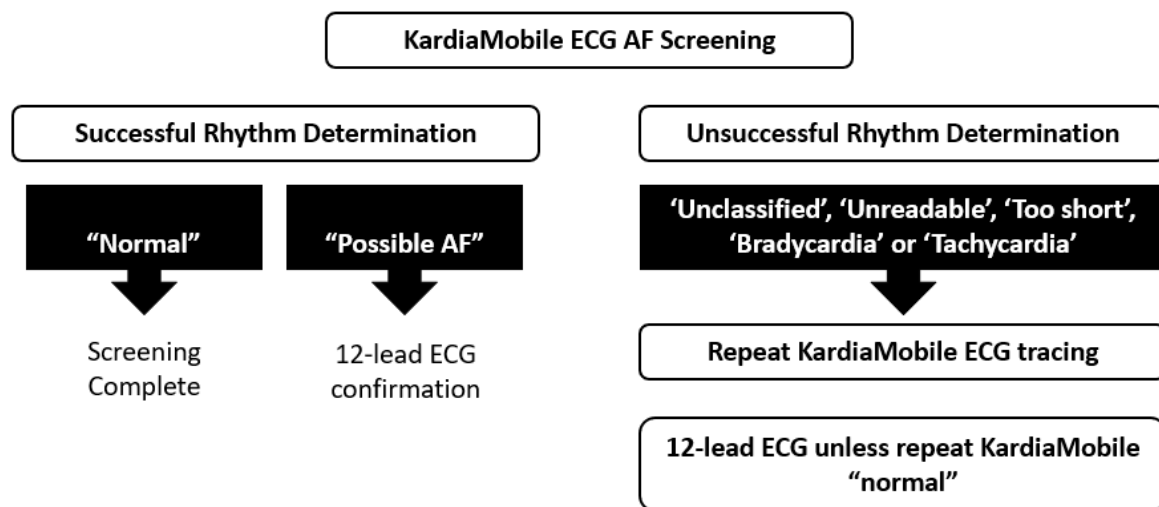 KardiaMobile ECG AF Screening
Successful Rhythm Determination
“Normal”
“Possible AF”
Screening
Complete
12-lead ECG
confirmation
Unsuccessful Rhythm Determination
‘Unclassified’, ‘Unreadable’, ‘Too short’,
‘Bradycardia’ or ‘Tachycardia’
Repeat KardiaMobile ECG tracing
12-lead ECG unless repeat KardiaMobile
“normal”